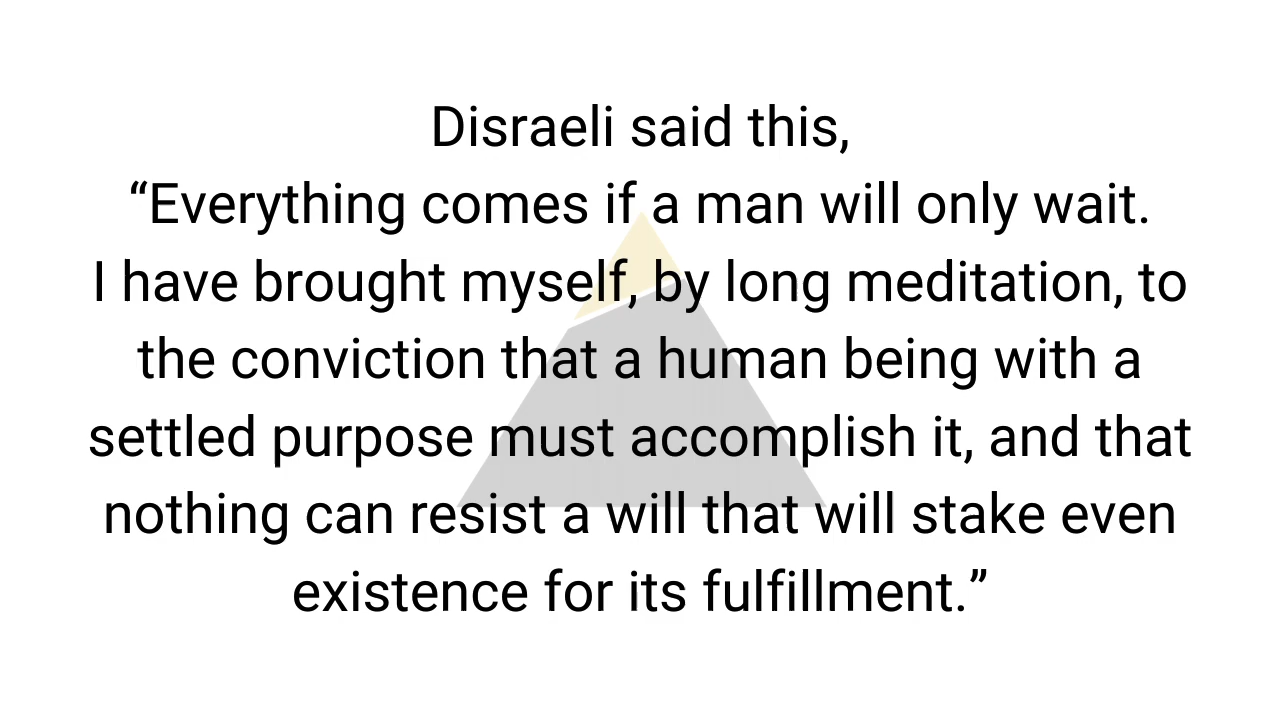 Disraeli said this,
“Everything comes if a man will only wait.
I have brought myself, by long meditation, to
the conviction that a human being with a
settled purpose must accomplish it, and that
nothing can resist a will that will stake even
existence for its fulfillment.”